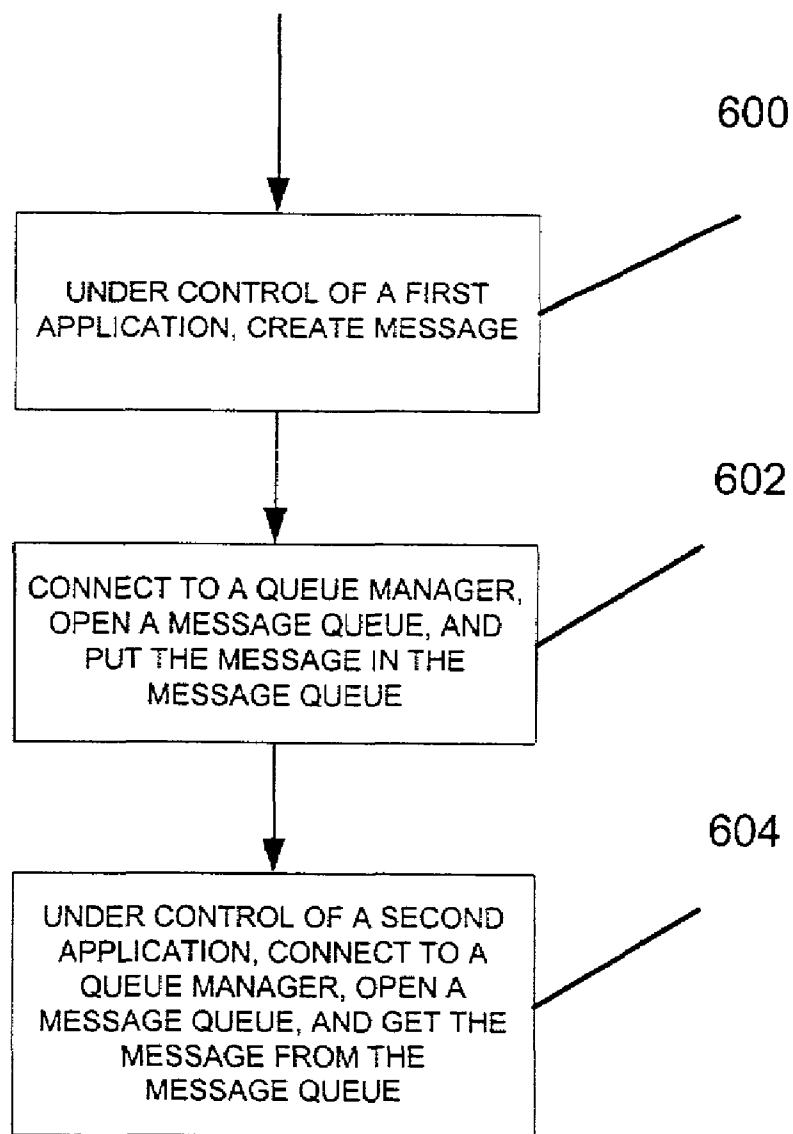 600
UNDER CONTROL OF A FIRST
APPLICATION, CREATE MESSAGE
602
CONNECT TO A QUEUE MANAGER,
OPEN A MESSAGE QUEUE, AND
PUT THE MESSAGE IN THE
MESSAGE QUEUE
604
UNDER CONTROL OF A SECOND
APPLICATION, CONNECT TO A
QUEUE MANAGER, OPEN A
MESSAGE QUEUE, AND GET THE
MESSAGE FROM THE
MESSAGE QUEUE